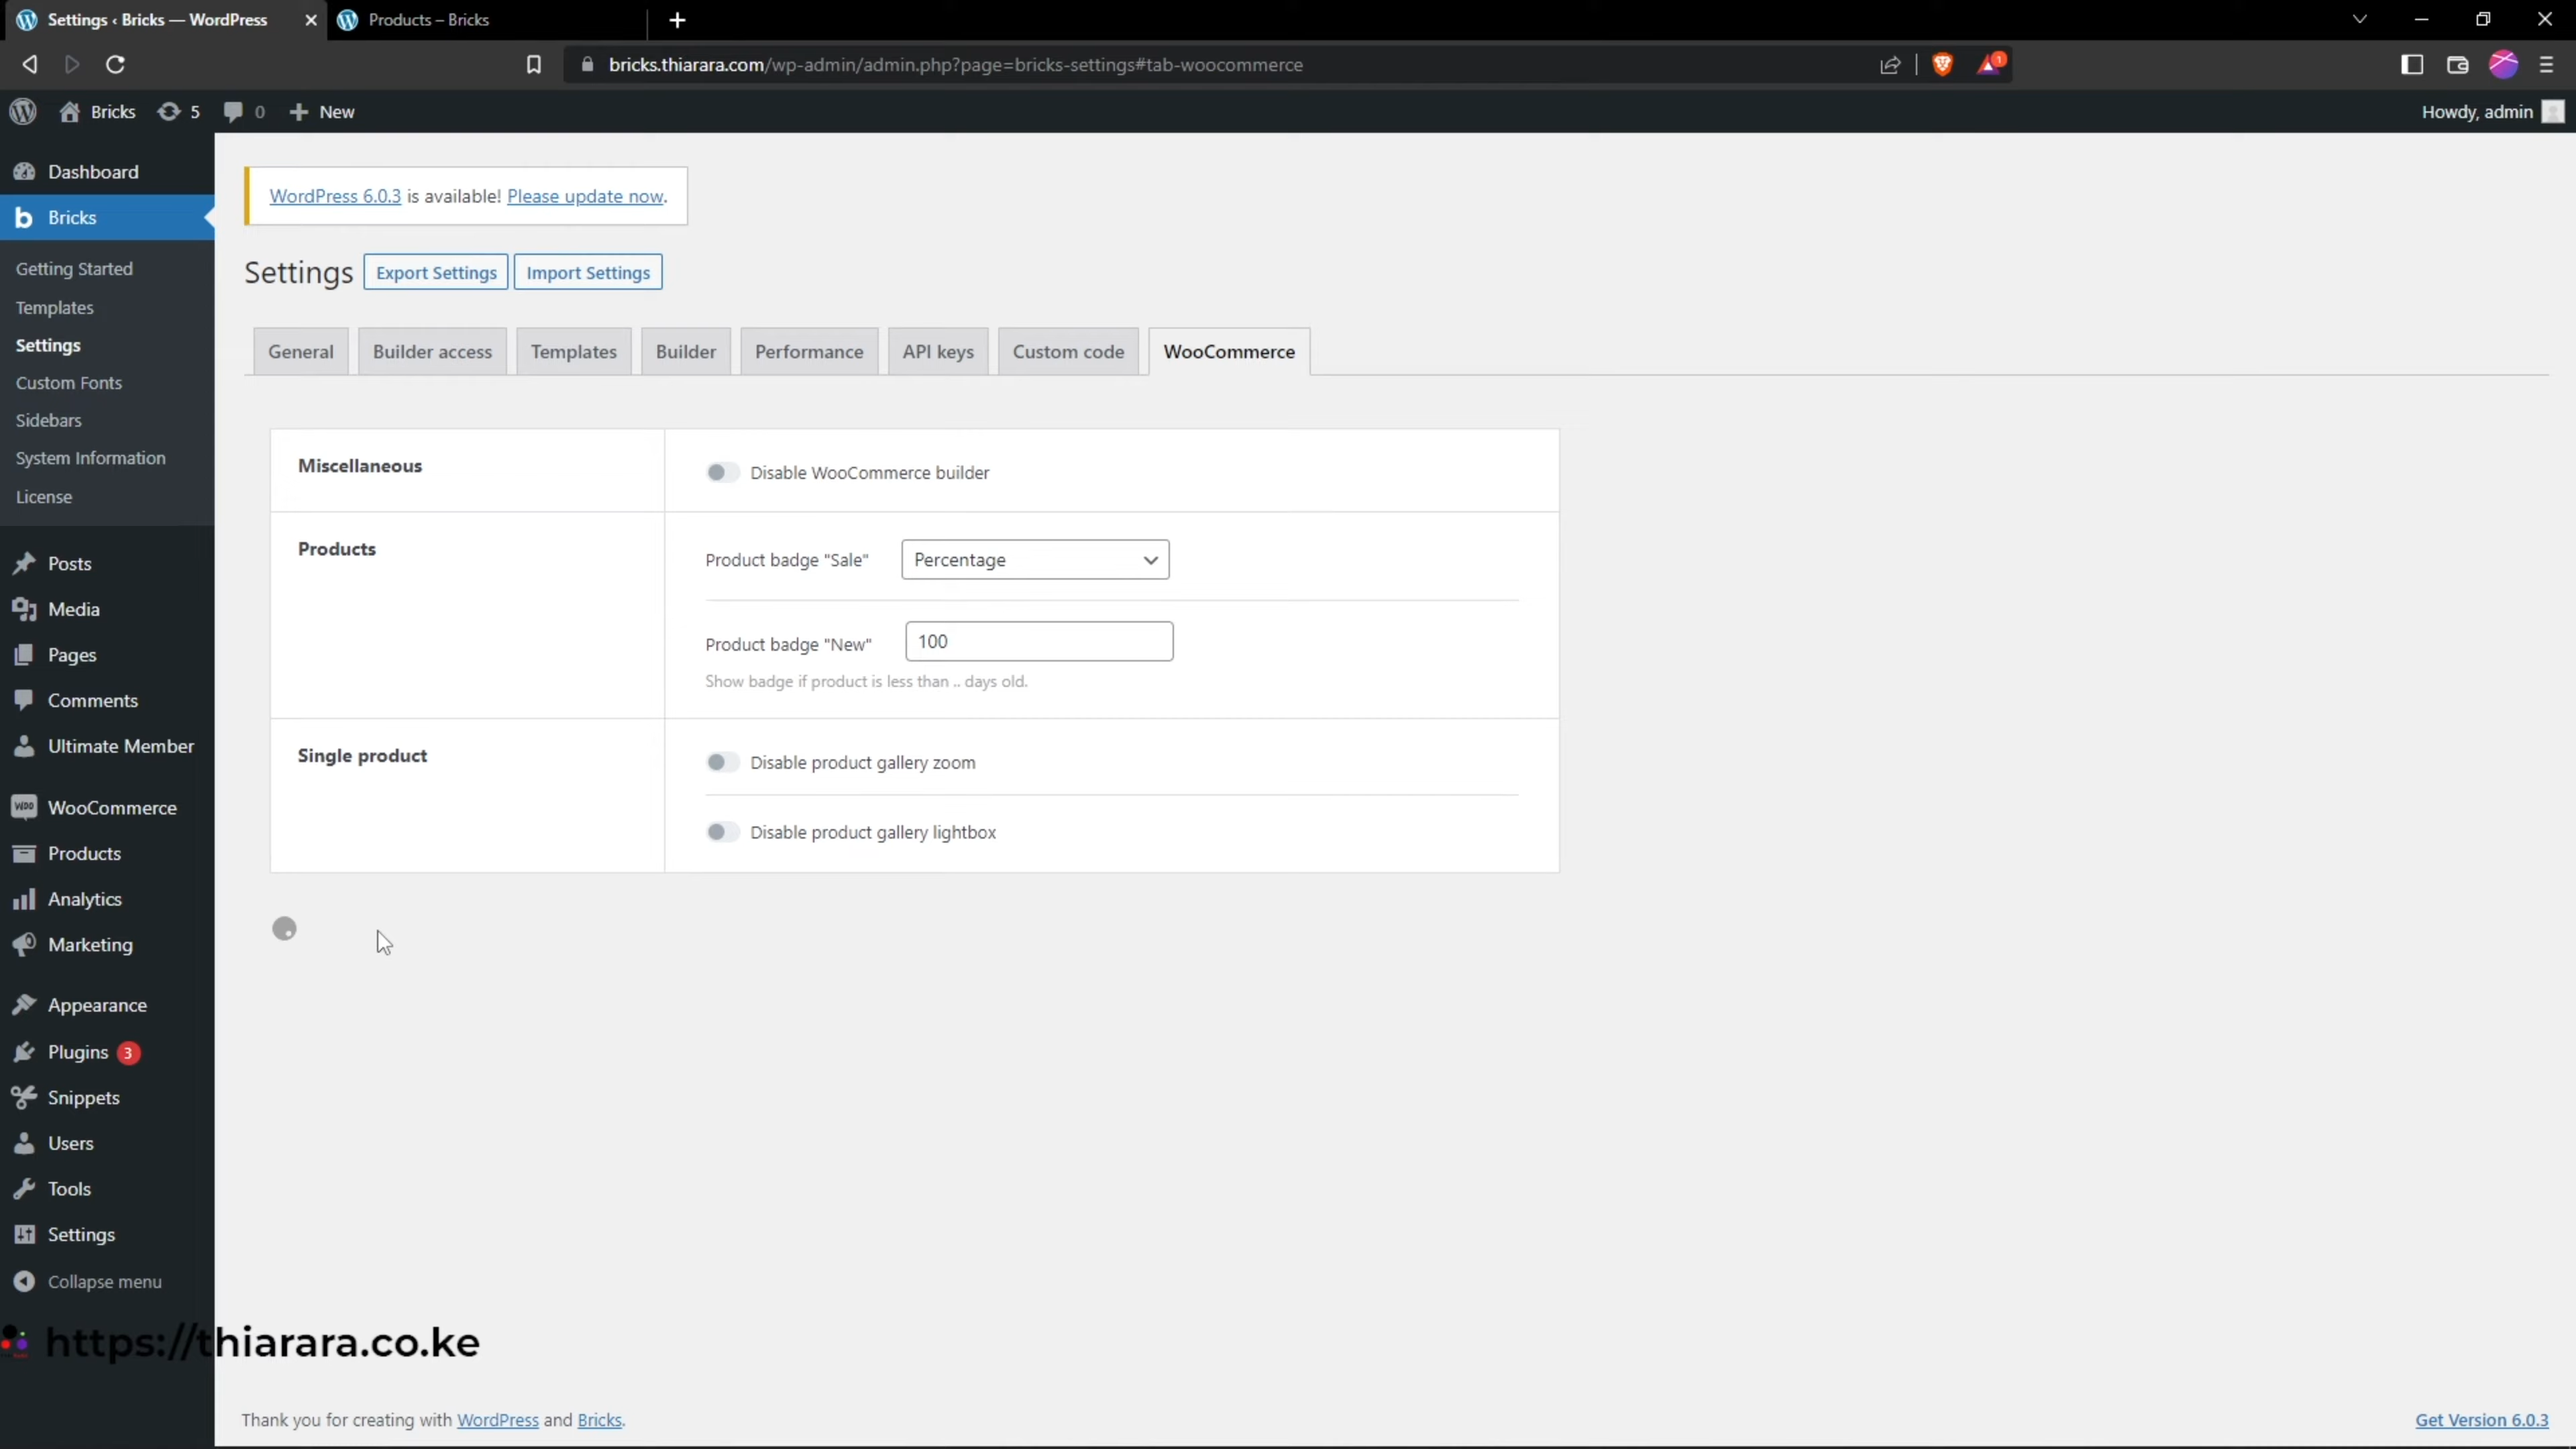 Settings ‹ Bricks — WordPress
Products – Bricks
bricks.thiarara.com/wp-admin/admin.php?page=bricks-settings#tab-woocommerce
1
Bricks 5 0 New
Howdy, admin
Dashboard
Bricks
Getting Started
Templates
Settings
Custom Fonts
Sidebars
System Information
License
Posts
Media
Pages
Comments
Ultimate Member
WOO WooCommerce
Products
Analytics
Marketing
Appearance
Plugins 3
Snippets
Users
Tools
Settings
Collapse menu
WordPress 6.0.3 is available! Please update now.
Settings Export Settings Import Settings
General Builder access Templates Builder Performance API keys Custom code WooCommerce
Miscellaneous
Disable WooCommerce builder
Products
Product badge "Sale" Percentage
Product badge "New" 100
Show badge if product is less than .. days old.
Single product
Disable product gallery zoom
Disable product gallery lightbox
https://thiarara.co.ke
Thank you for creating with WordPress and Bricks.
Get Version 6.0.3